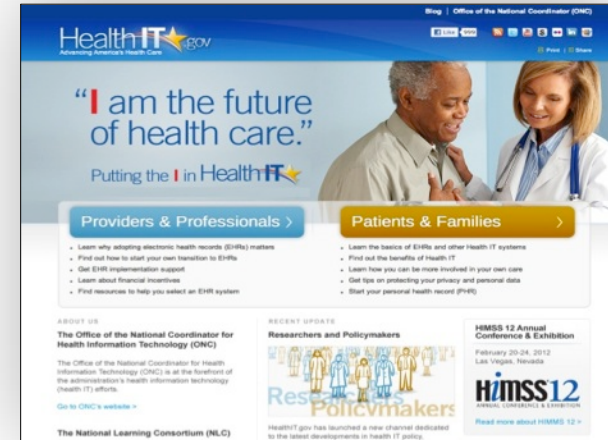 Blog | Office of the National Coordinator (ONC)
HealthIT.gov
Advancing America's Health Care
Like
Print | Share
“I am the future
of health care.”
Putting the I in HealthIT
Providers & Professionals >
• Learn why adopting electronic health records (EHRs) matters
• Find out how to start your own transition to EHRs
• Get EHR implementation support
• Learn about financial incentives
• Find resources to help you select an EHR system
Patients & Families >
• Learn the basics of EHRs and other Health IT systems
• Find out the benefits of Health IT
• Learn how you can be more involved in your own care
• Get tips on protecting your privacy and personal data
• Start your personal health record (PHR)
ABOUT US
The Office of the National Coordinator for
Health Information Technology (ONC)
The Office of the National Coordinator for Health
Information Technology (ONC) is at the forefront of
the administration's health information technology
(health IT) efforts.
Go to ONC's website >
The National Learning Consortium (NLC)
RECENT UPDATE
Researchers and Policymakers
Researchers
Policymakers
HealthIT.gov has launched a new channel dedicated
to the latest developments in health IT policy.
HIMSS 12 Annual
Conference & Exhibition
February 20-24, 2012
Las Vegas, Nevada
HIMSS12
ANNUAL CONFERENCE & EXHIBITION
Read more about HIMMS 12 >